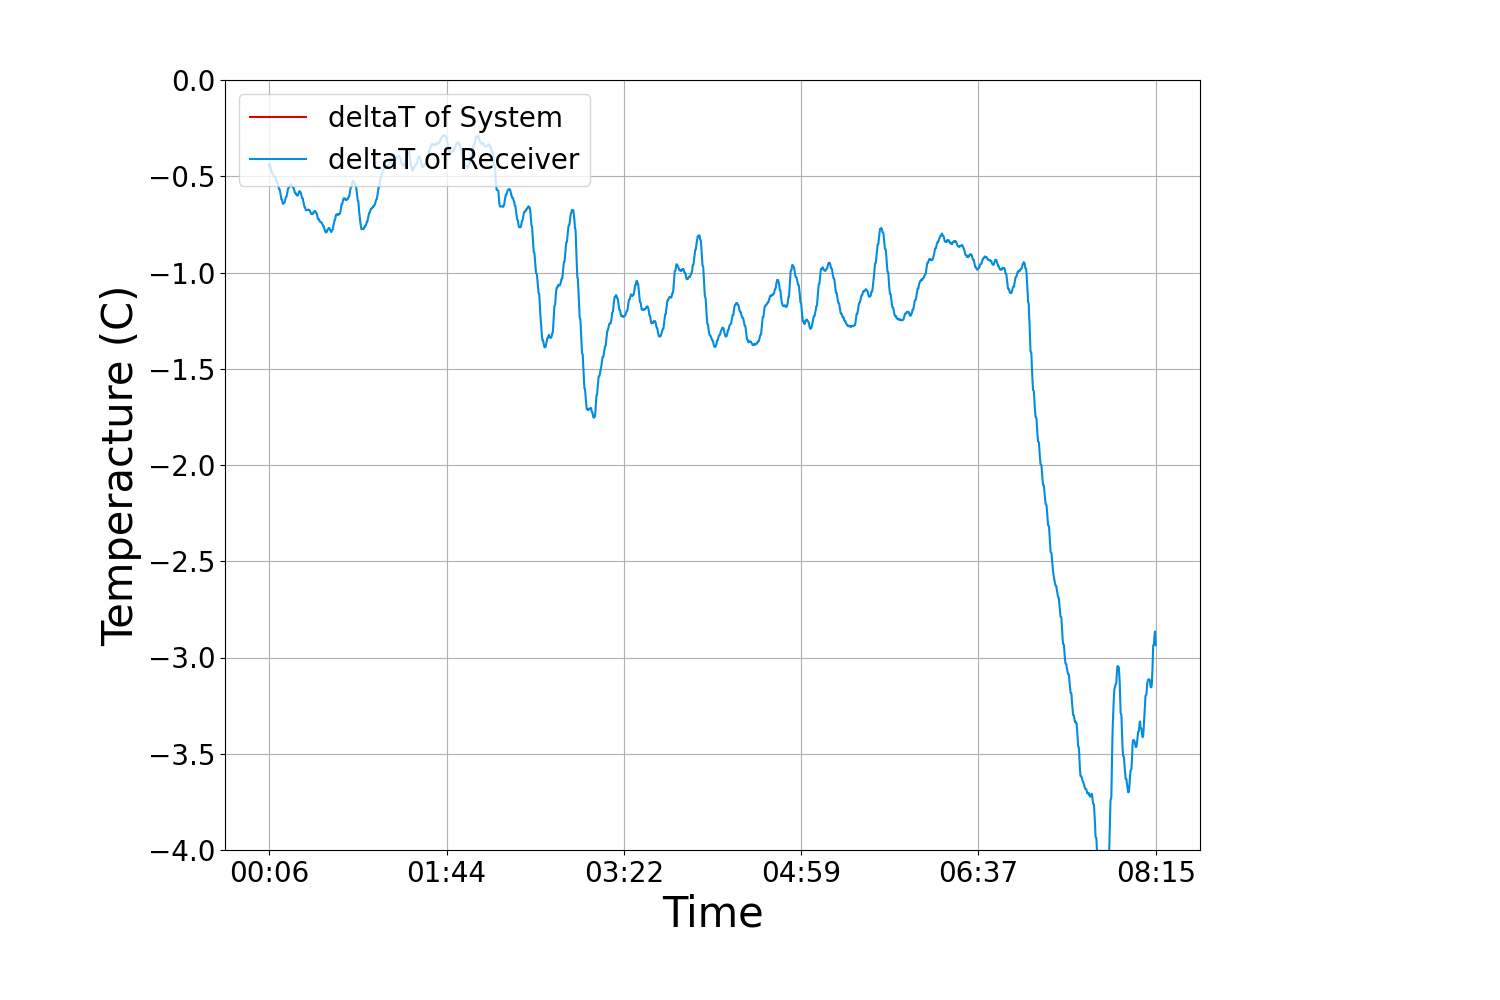 deltaT of System
deltaT of Receiver
0.0
−0.5
−1.0
−1.5
−2.0
−2.5
−3.0
−3.5
−4.0
Temperacture (C)
00:06 01:44 03:22 04:59 06:37 08:15
Time